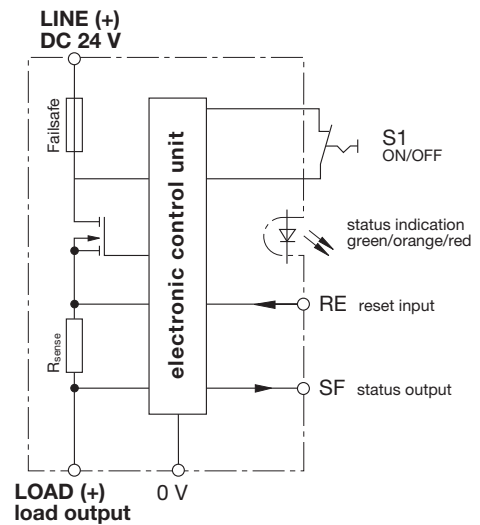 LINE (+)
DC 24 V
Failsafe
electronic control unit
S1
ON/OFF
status indication
green/orange/red
RE reset input
Rsense
SF status output
LOAD (+)
load output
0 V